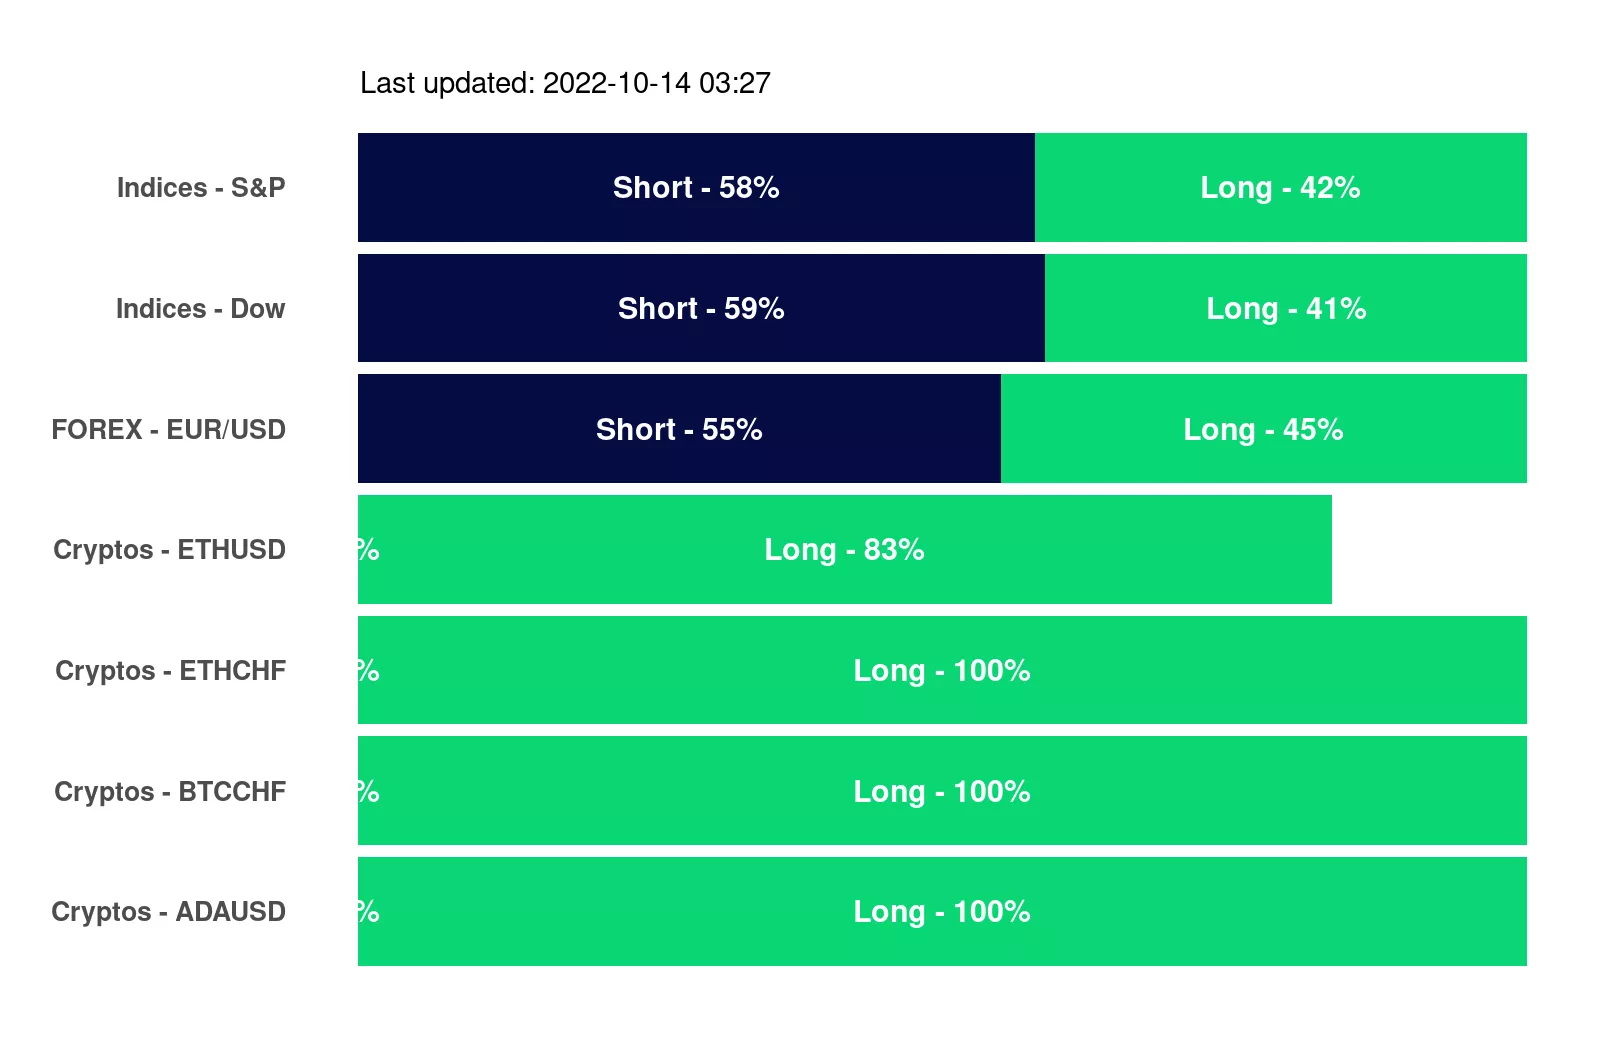 Last updated: 2022-10-14 03:27
Indices - S&P Short - 58% Long - 42%
Indices - Dow Short - 59% Long - 41%
FOREX - EUR/USD Short - 55% Long - 45%
Cryptos - ETHUSD % Long - 83%
Cryptos - ETHCHF % Long - 100%
Cryptos - BTCCHF % Long - 100%
Cryptos - ADAUSD % Long - 100%